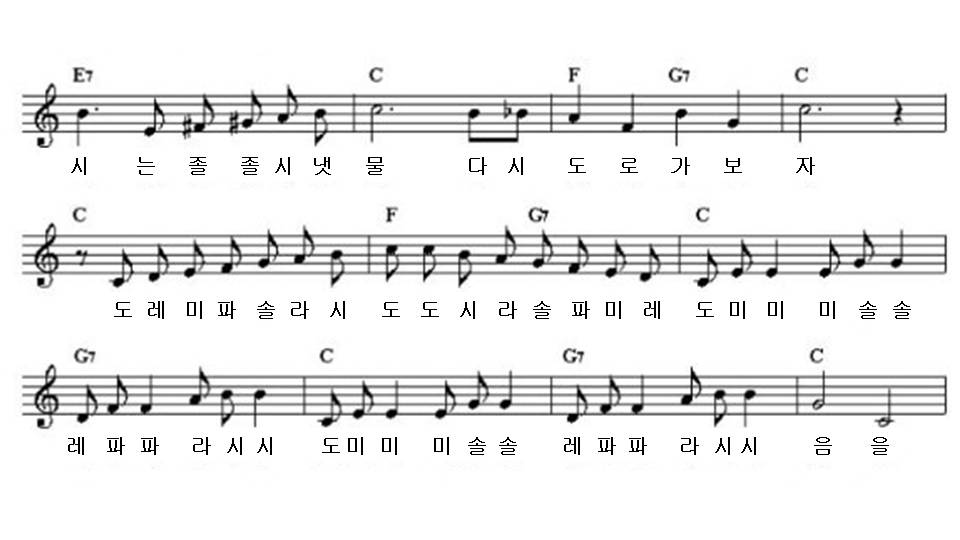 E7 C F G7 C
시 는 졸 졸 시 냇 물 다 시 도 로 가 보 자
C F G7 C
도 레 미 파 솔 라 시 도 도 시 라 솔 파 미 레 도 미 미 미 솔 솔
G7 C G7 C
레 파 파 라 시 시 도 미 미 미 솔 솔 레 파 파 라 시 시 음 을